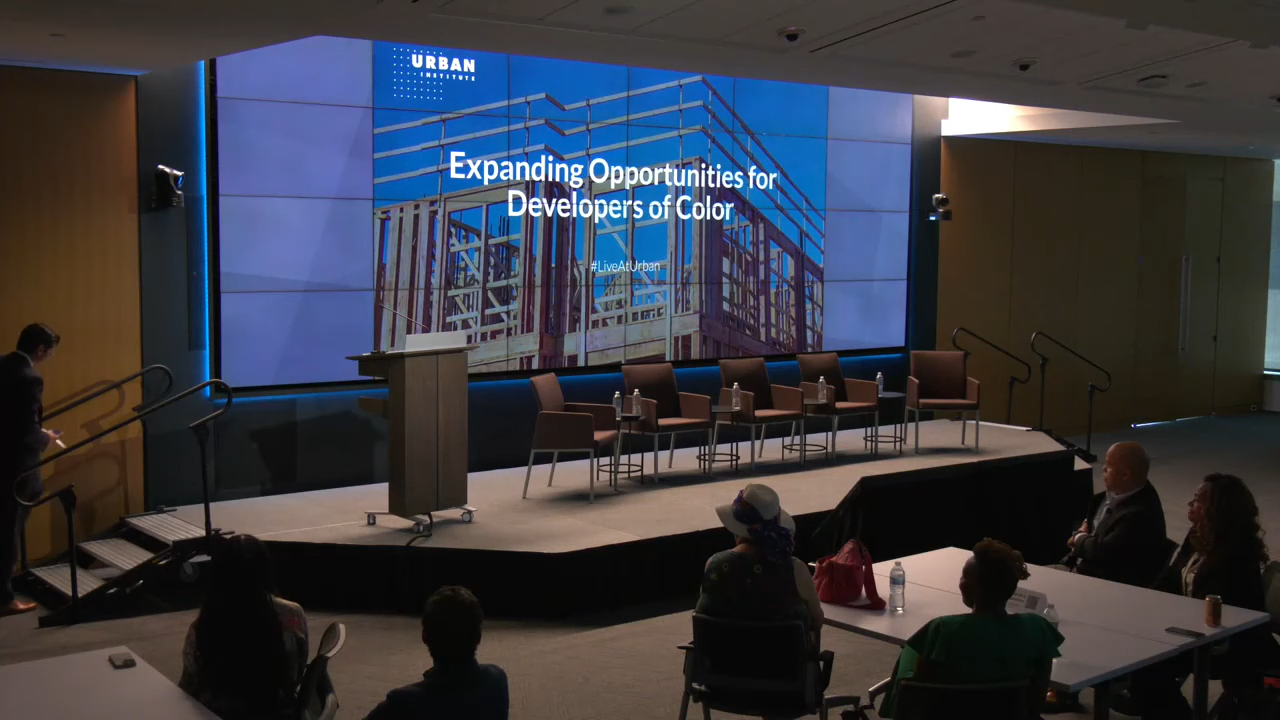 URBAN
INSTITUTE
Expanding Opportunities for
Developers of Color
#LiveAtUrban